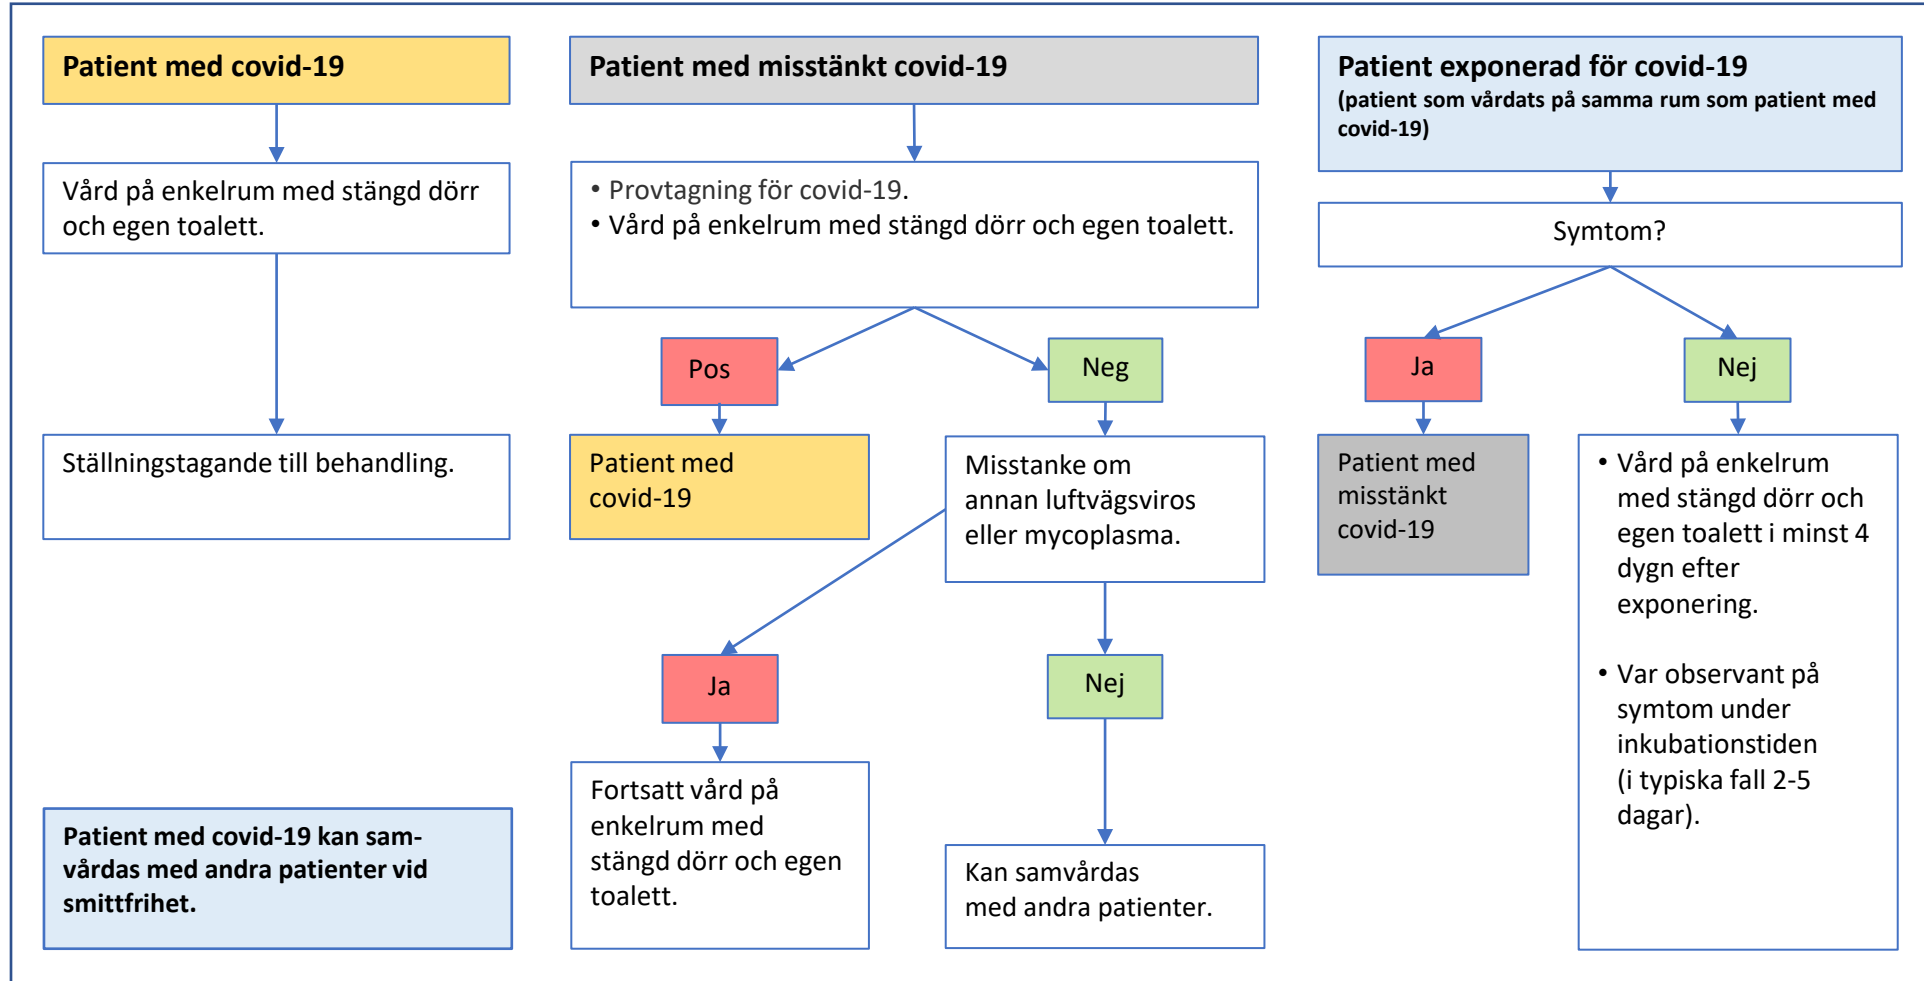 Patient med covid-19
Vård på enkelrum med stängd dörr
och egen toalett.
Ställningstagande till behandling.
Patient med covid-19 kan sam-
vårdas med andra patienter vid
smittfrihet.
Patient med misstänkt covid-19
• Provtagning för covid-19.
• Vård på enkelrum med stängd dörr och egen toalett.
Pos
Neg
Patient med
covid-19
Misstanke om
annan luftvägsviros
eller mycoplasma.
Ja
Nej
Fortsatt vård på
enkelrum med
stängd dörr och egen
toalett.
Kan samvårdas
med andra patienter.
Patient exponerad för covid-19
(patient som vårdats på samma rum som patient med
covid-19)
Symtom?
Ja
Nej
Patient med
misstänkt
covid-19
• Vård på enkelrum
med stängd dörr och
egen toalett i minst 4
dygn efter
exponering.
• Var observant på
symtom under
inkubationstiden
(i typiska fall 2-5
dagar).